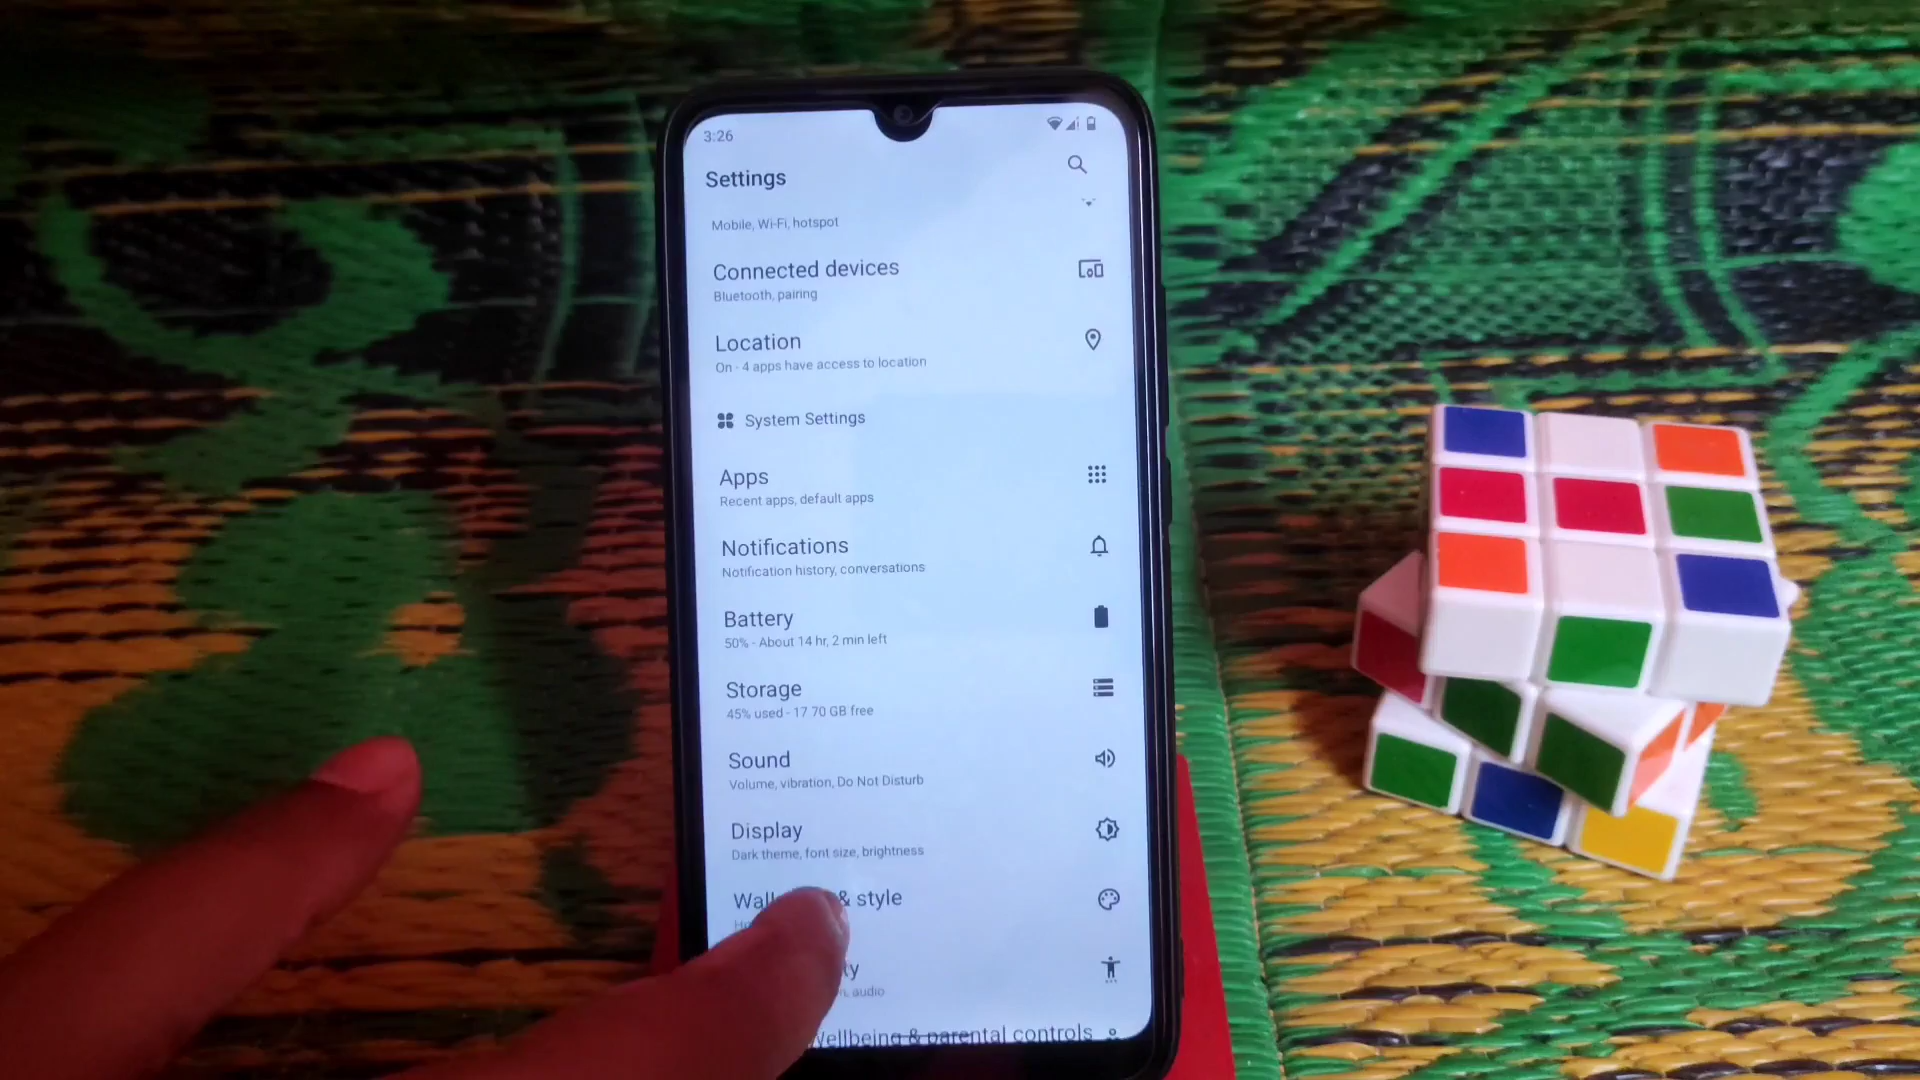 3:26
Settings
Mobile, Wi-Fi, hotspot
Connected devices
Bluetooth, pairing
Location
On - 4 apps have access to location
System Settings
Apps
Recent apps, default apps
Notifications
Notification history, conversations
Battery
50% - About 14 hr, 2 min left
Storage
45% used - 17.70 GB free
Sound
Volume, vibration, Do Not Disturb
Display
Dark theme, font size, brightness
& style
audio
& parental controls